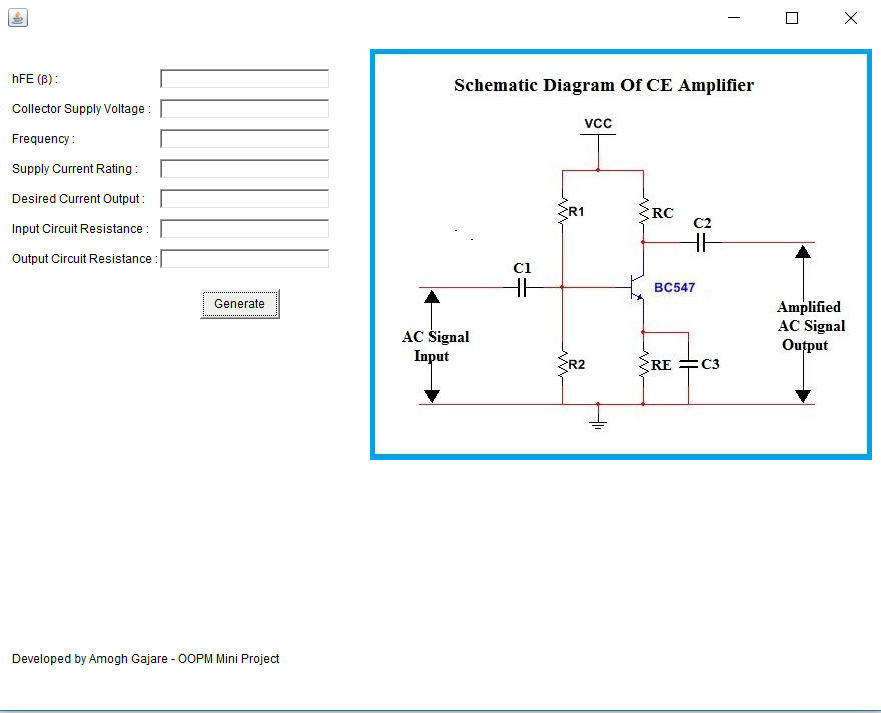 hFE (β) :
Collector Supply Voltage :
Frequency :
Supply Current Rating :
Desired Current Output :
Input Circuit Resistance :
Output Circuit Resistance :
Generate
Schematic Diagram Of CE Amplifier
VCC
R1
RC
C2
C1
BC547
AC Signal
Input
Amplified
AC Signal
Output
R2
RE
C3
Developed by Amogh Gajare - OOPM Mini Project